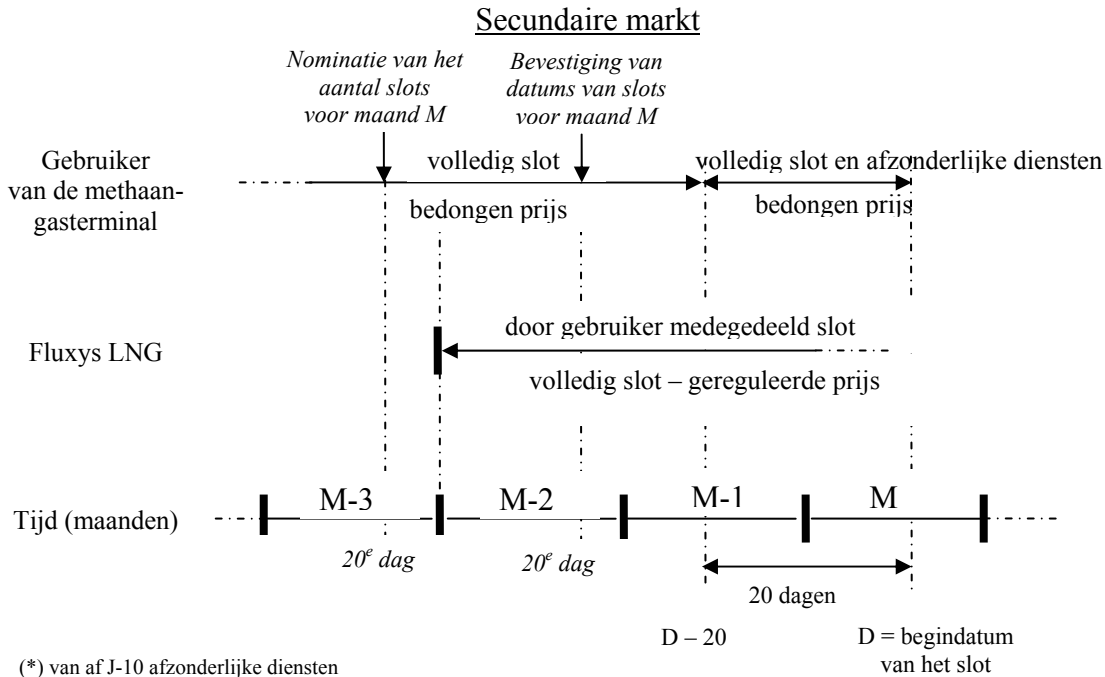 Secundaire markt
Nominatie van het
aantal slots
voor maand M
Bevestiging van
datums van slots
voor maand M
Gebruiker
van de methaan-
gasterminal
volledig slot
bedongen prijs
volledig slot en afzonderlijke diensten
bedongen prijs
Fluxys LNG
door gebruiker medegedeeld slot
volledig slot – gereguleerde prijs
Tijd (maanden)
M-3
M-2
M-1
M
20e dag
20e dag
20 dagen
D – 20
D = begindatum
van het slot
(*) van af J-10 afzonderlijke diensten